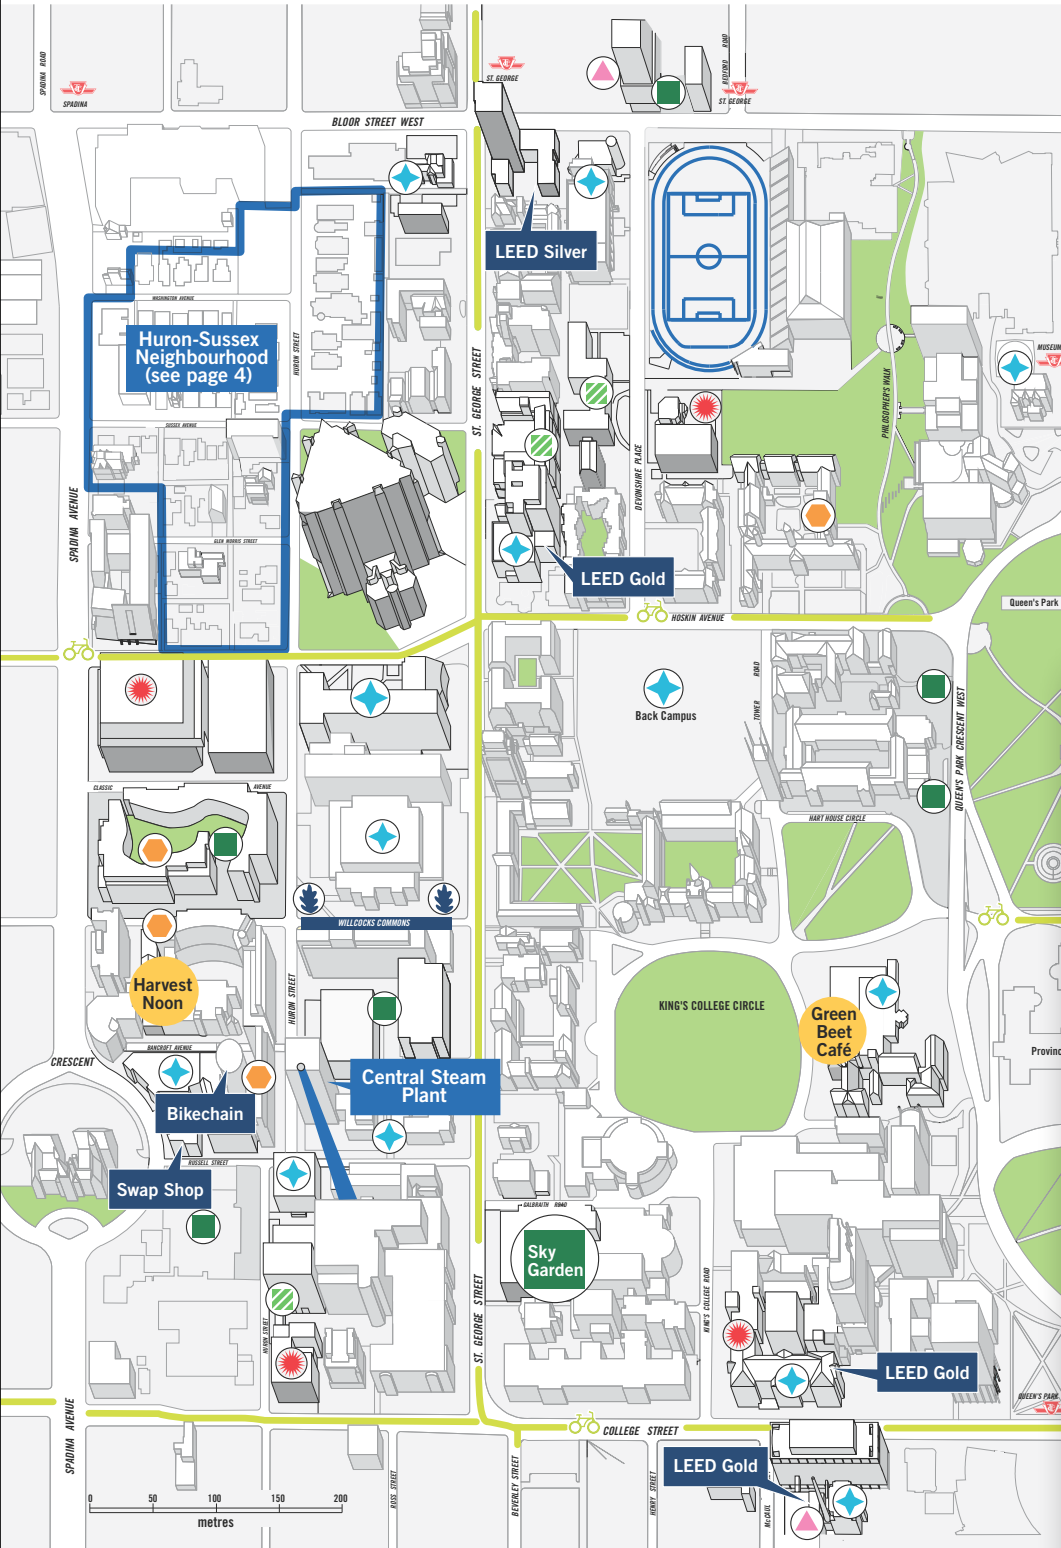 SPADINA ROAD
SPADINA
ST. GEORGE
BEDFORD ROAD
ST. GEORGE
BLOOR STREET WEST
LEED Silver
WASHINGTON AVENUE
Huron-Sussex
Neighbourhood
(see page 4)
HURON STREET
ST. GEORGE STREET
MUSEUM
PHILOSOPHER'S WALK
SUSSEX AVENUE
DEVONSHIRE PLACE
SPADINA AVENUE
GLEN MORRIS STREET
LEED Gold
Queen's Park
HOSKIN AVENUE
TOWER ROAD
Back Campus
QUEEN'S PARK CRESCENT WEST
CLASSIC AVENUE
HART HOUSE CIRCLE
WILLCOCKS COMMONS
Harvest
Noon
HURON STREET
KING'S COLLEGE CIRCLE
Green
Beet
Café
BANCROFT AVENUE
CRESCENT
Provinc
Central Steam
Plant
Bikechain
RUSSELL STREET
Swap Shop
GALBRAITH ROAD
Sky
Garden
KING'S COLLEGE ROAD
ST. GEORGE STREET
HURON STREET
LEED Gold
QUEEN'S PARK
SPADINA AVENUE
COLLEGE STREET
LEED Gold
ROSS STREET
BEVERLEY STREET
HENRY STREET
McCAUL
0 50 100 150 200
metres